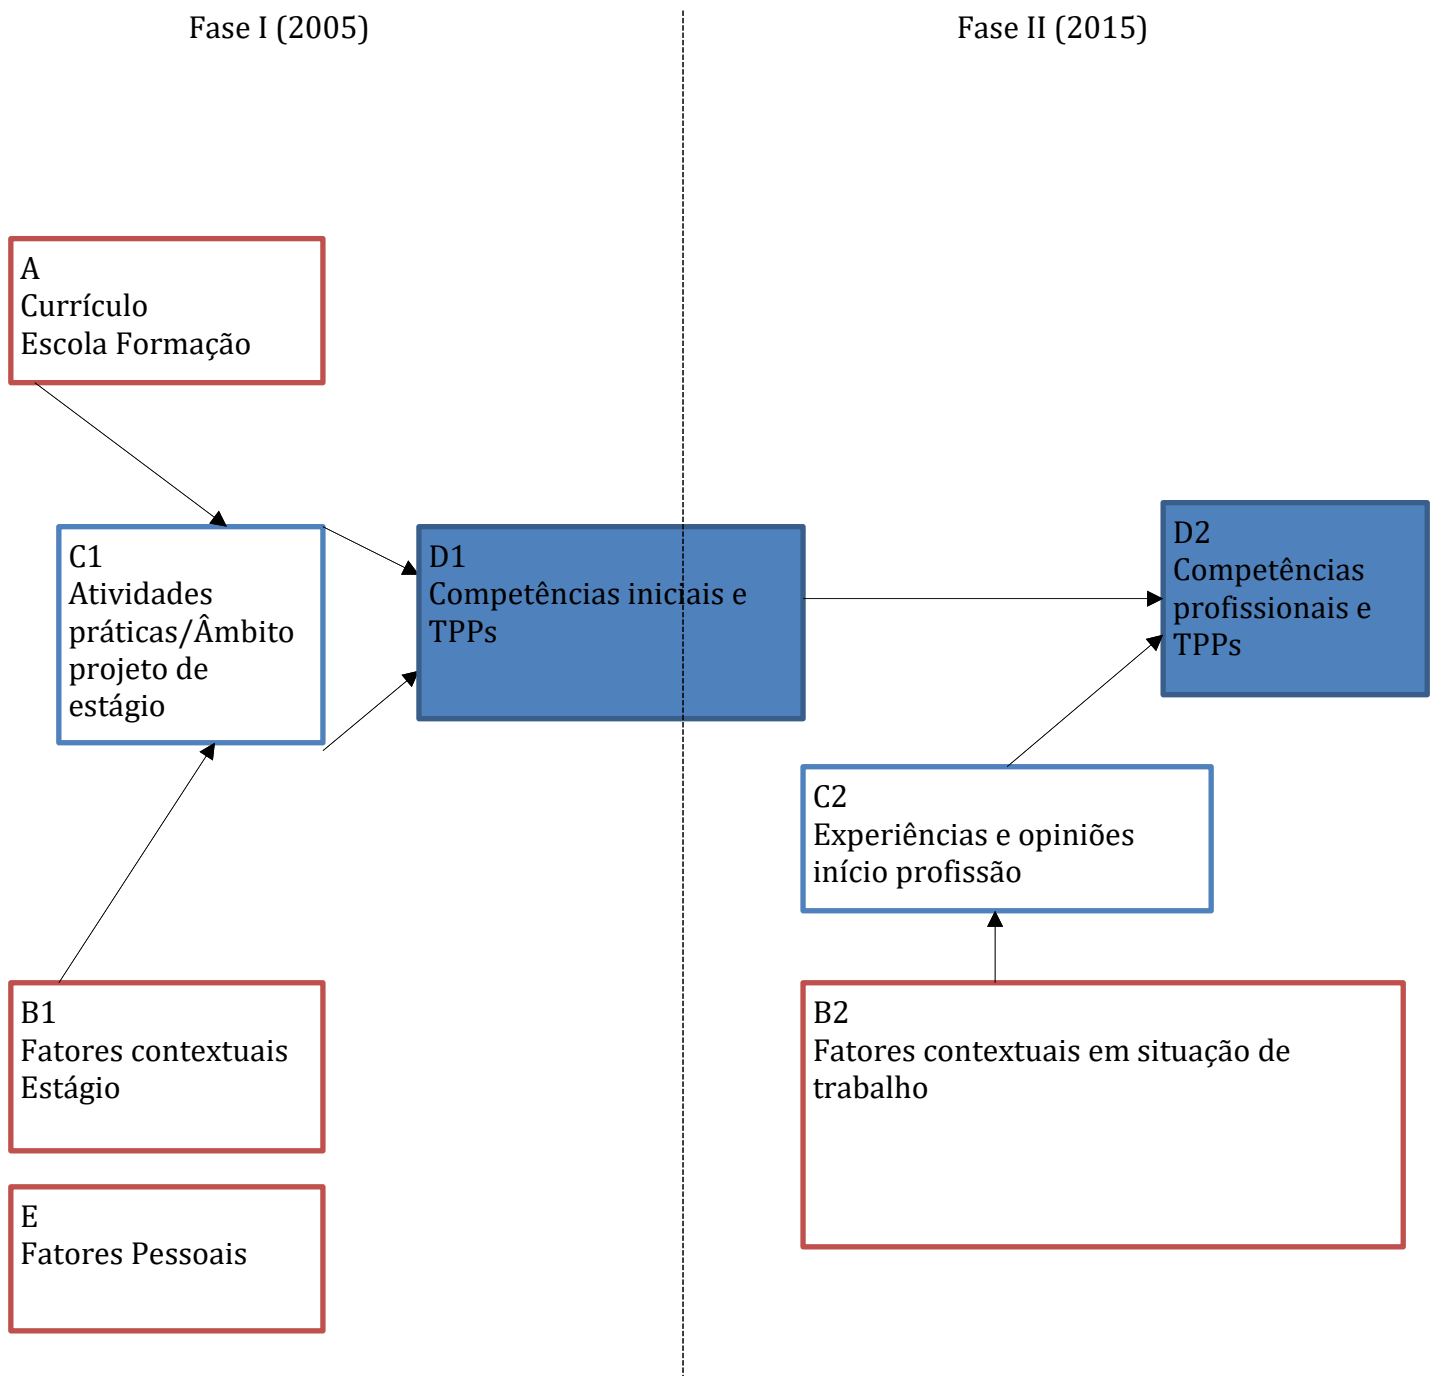 Fase I (2005)
Fase II (2015)
A
Currículo
Escola Formação
C1
Atividades
práticas/Âmbito
projeto de
estágio
D1
Competências iniciais e
TPPs
D2
Competências
profissionais e
TPPs
C2
Experiências e opiniões
início profissão
B1
Fatores contextuais
Estágio
B2
Fatores contextuais em situação de
trabalho
E
Fatores Pessoais